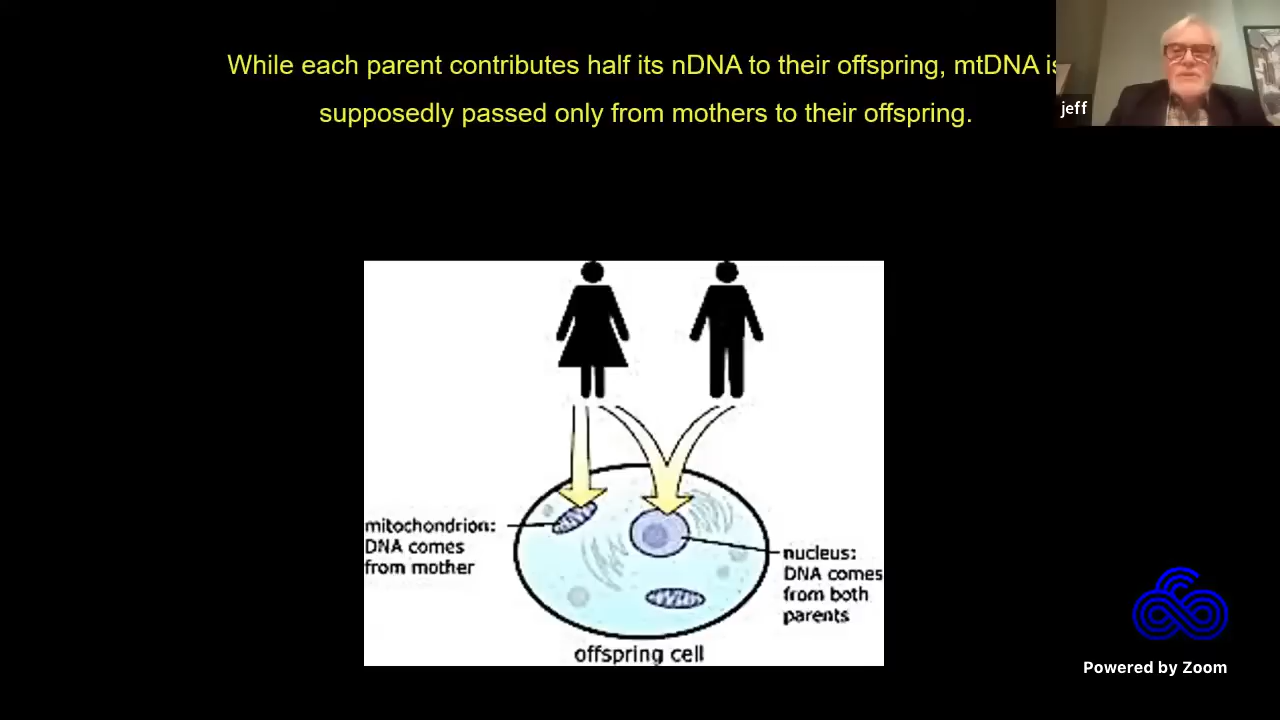 While each parent contributes half its nDNA to their offspring, mtDNA is
supposedly passed only from mothers to their offspring.
jeff
mitochondrion:
DNA comes
from mother
nucleus:
DNA comes
from both
parents
offspring cell
Powered by Zoom